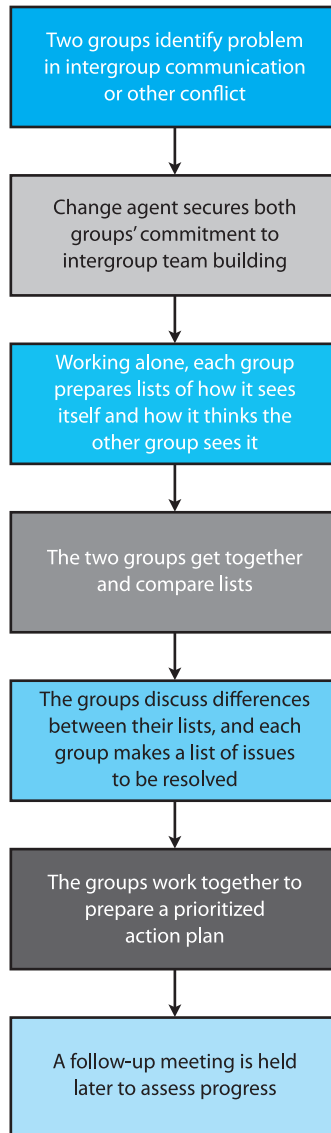 Two groups identify problem
in intergroup communication
or other conflict
Change agent secures both
groups’ commitment to
intergroup team building
Working alone, each group
prepares lists of how it sees
itself and how it thinks the
other group sees it
The two groups get together
and compare lists
The groups discuss differences
between their lists, and each
group makes a list of issues
to be resolved
The groups work together to
prepare a prioritized
action plan
A follow-up meeting is held
later to assess progress